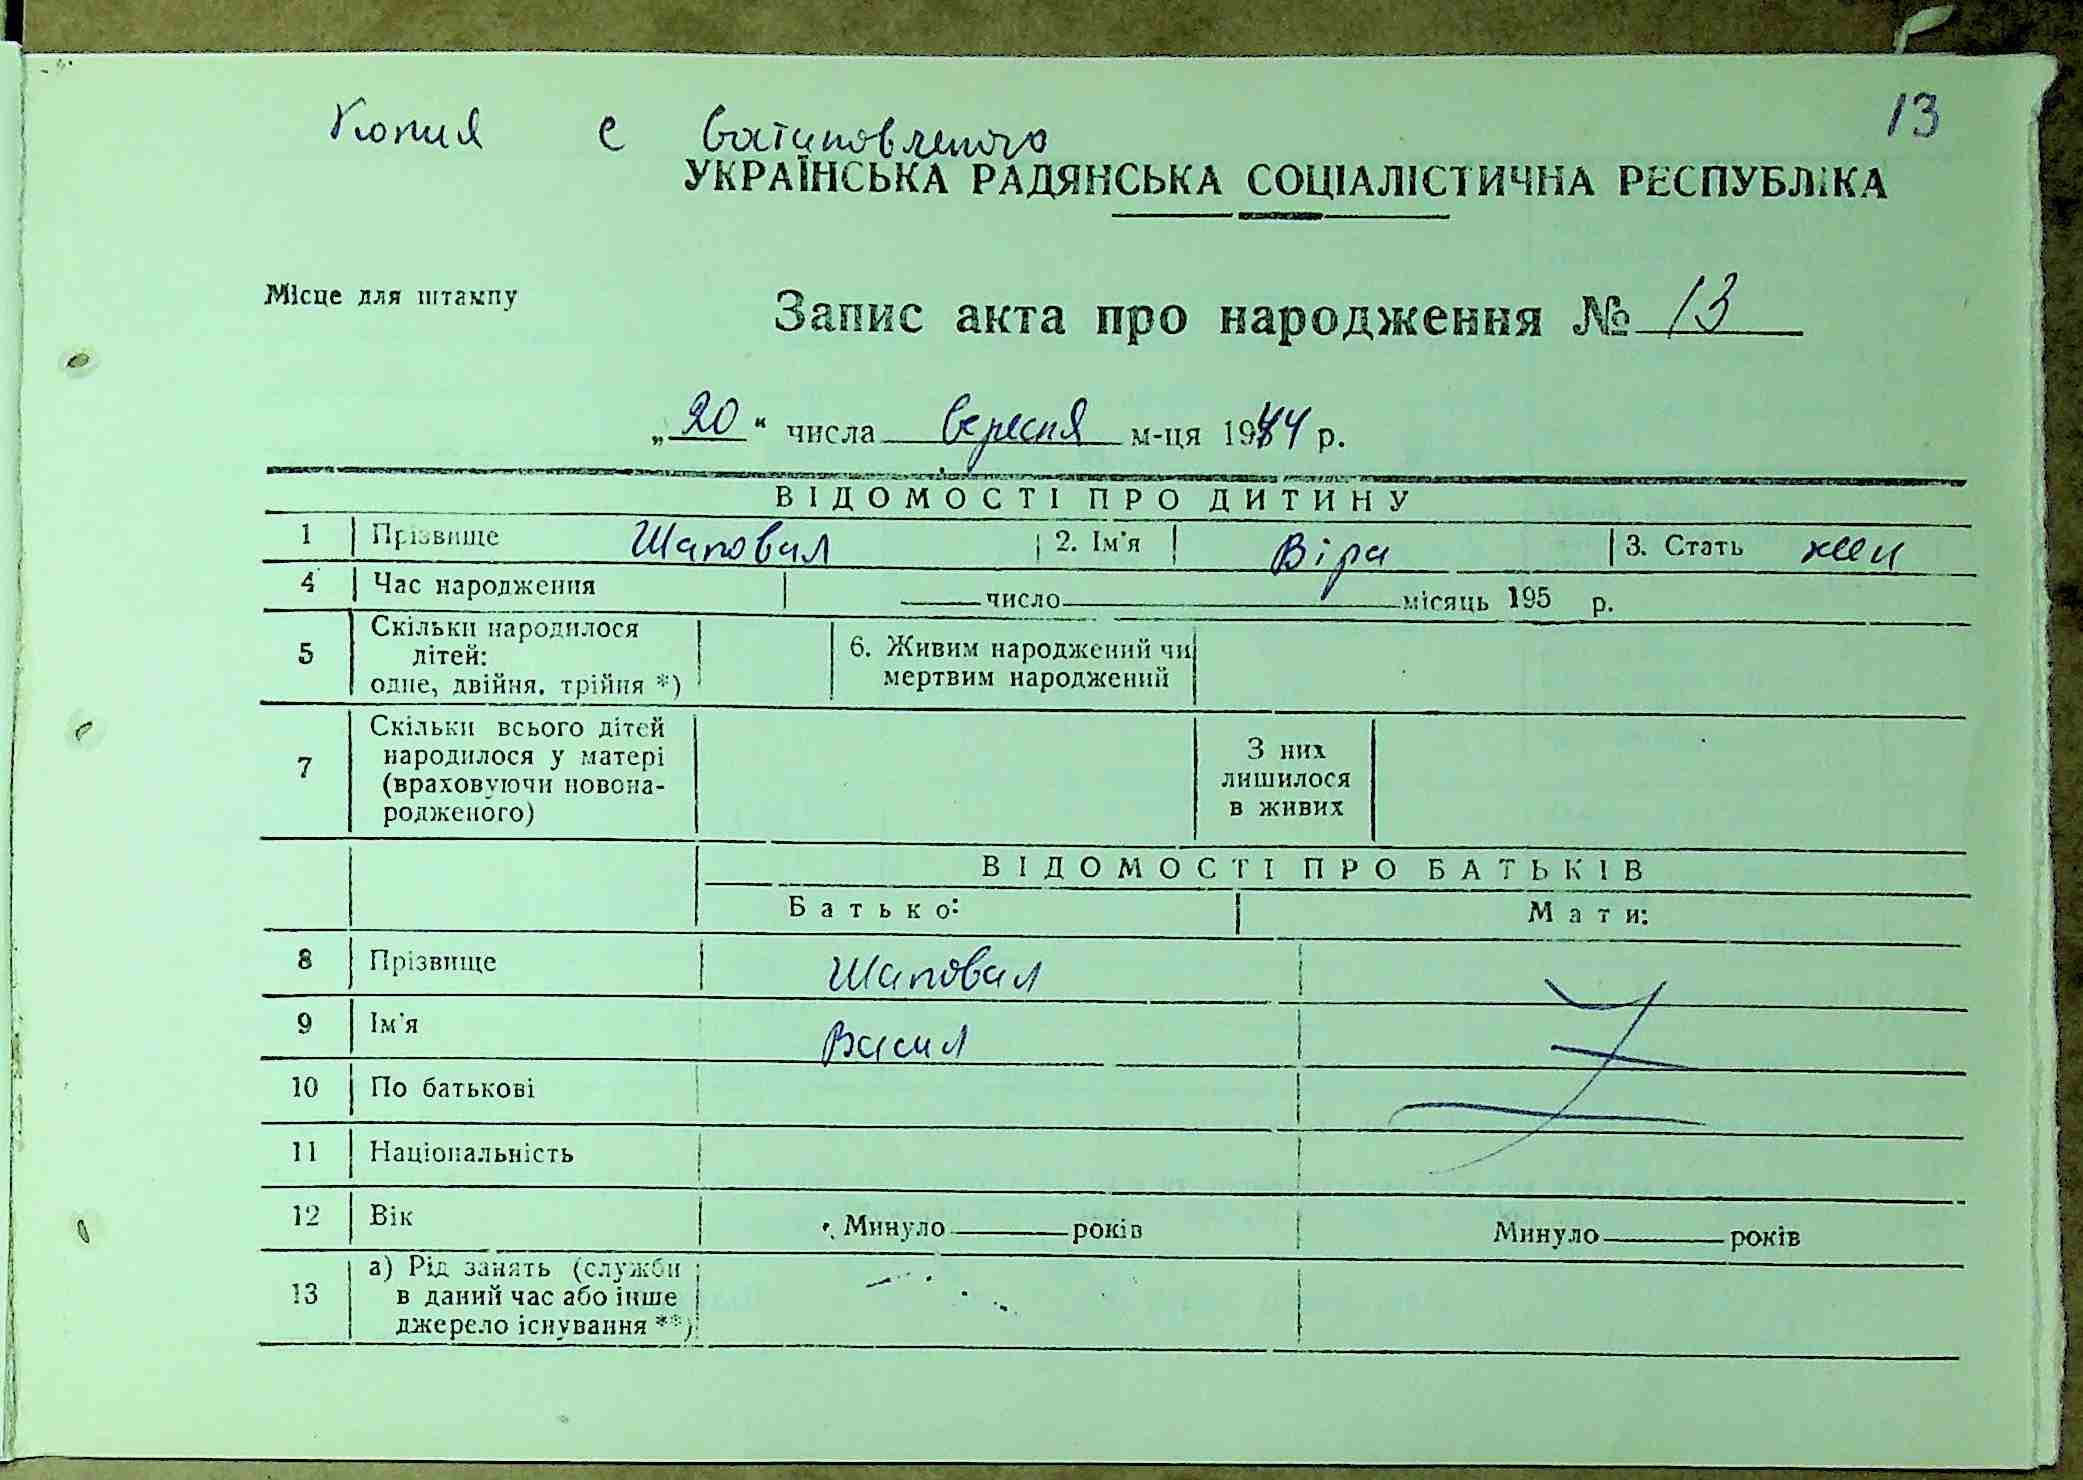 Копия с востановленого
13
УКРАЇНСЬКА РАДЯНСЬКА СОЦІАЛІСТИЧНА РЕСПУБЛІКА
Місце для штампу
Запис акта про народження № 13
„20“ числа вересня м-ця 1944 р.
ВІДОМОСТІ ПРО ДИТИНУ
1 Прізвище Шаповал 2. Ім'я Віра 3. Стать жен
4 Час народження число місяць 195 р.
5 Скільки народилося
дітей:
одне, двійня, трійня *)
6. Живим народжений чи
мертвим народжений
7 Скільки всього дітей
народилося у матері
(враховуючи новона-
родженого)
З них
лишилося
в живих
ВІДОМОСТІ ПРО БАТЬКІВ
Батько: Мати:
8 Прізвище Шаповал
9 Ім'я Васил
10 По батькові
11 Національність
12 Вік Минуло років Минуло років
13 а) Рід занять (служби
в даний час або інше
джерело існування **)